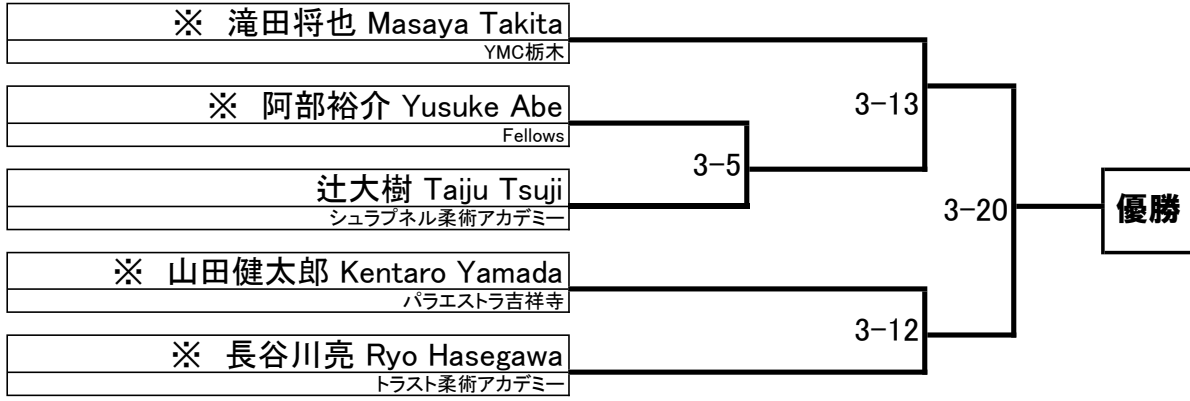 ※ 滝田将也 Masaya Takita
YMC栃木
※ 阿部裕介 Yusuke Abe
Fellows
3-13
3-5
辻大樹 Taiju Tsuji
シュラプネル柔術アカデミー
3-20
優勝
※ 山田健太郎 Kentaro Yamada
パラエストラ吉祥寺
3-12
※ 長谷川亮 Ryo Hasegawa
トラスト柔術アカデミー